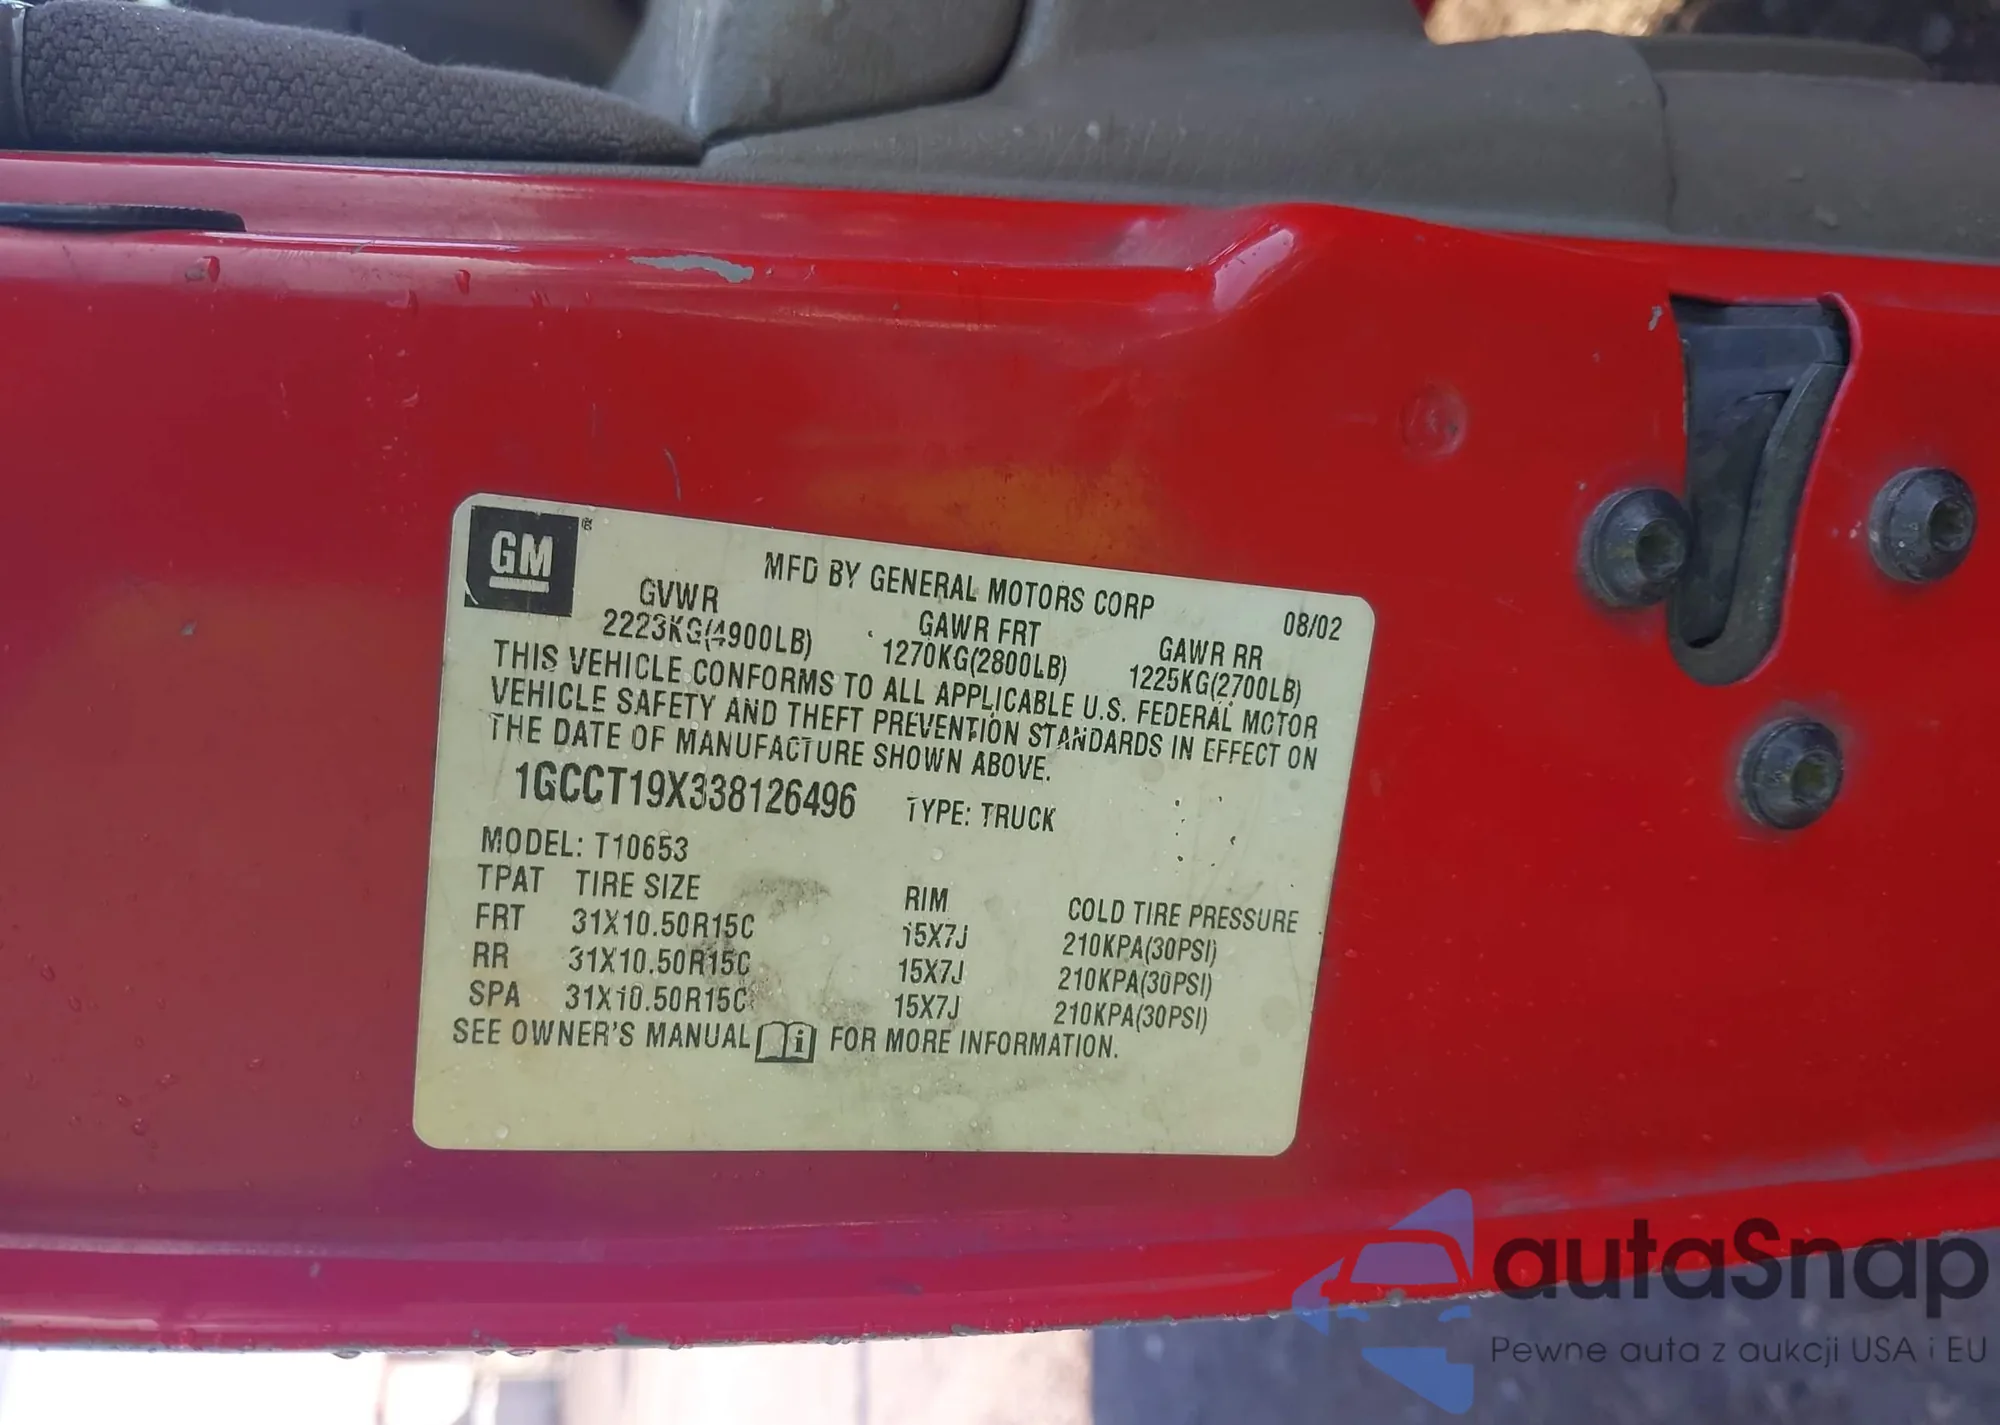 GM®
MFD BY GENERAL MOTORS CORP 08/02
GVWR GAWR FRT GAWR RR
2223KG(4900LB) 1270KG(2800LB) 1225KG(2700LB)
THIS VEHICLE CONFORMS TO ALL APPLICABLE U.S. FEDERAL MOTOR
VEHICLE SAFETY AND THEFT PREVENTION STANDARDS IN EFFECT ON
THE DATE OF MANUFACTURE SHOWN ABOVE.
1GCCT19X338126496 TYPE: TRUCK
MODEL: T10653
TPAT TIRE SIZE RIM COLD TIRE PRESSURE
FRT 31X10.50R15C 15X7J 210KPA(30PSI)
RR 31X10.50R15C 15X7J 210KPA(30PSI)
SPA 31X10.50R15C 15X7J 210KPA(30PSI)
SEE OWNER'S MANUAL i FOR MORE INFORMATION.
autaSnap
Pewne auta z aukcji USA i EU